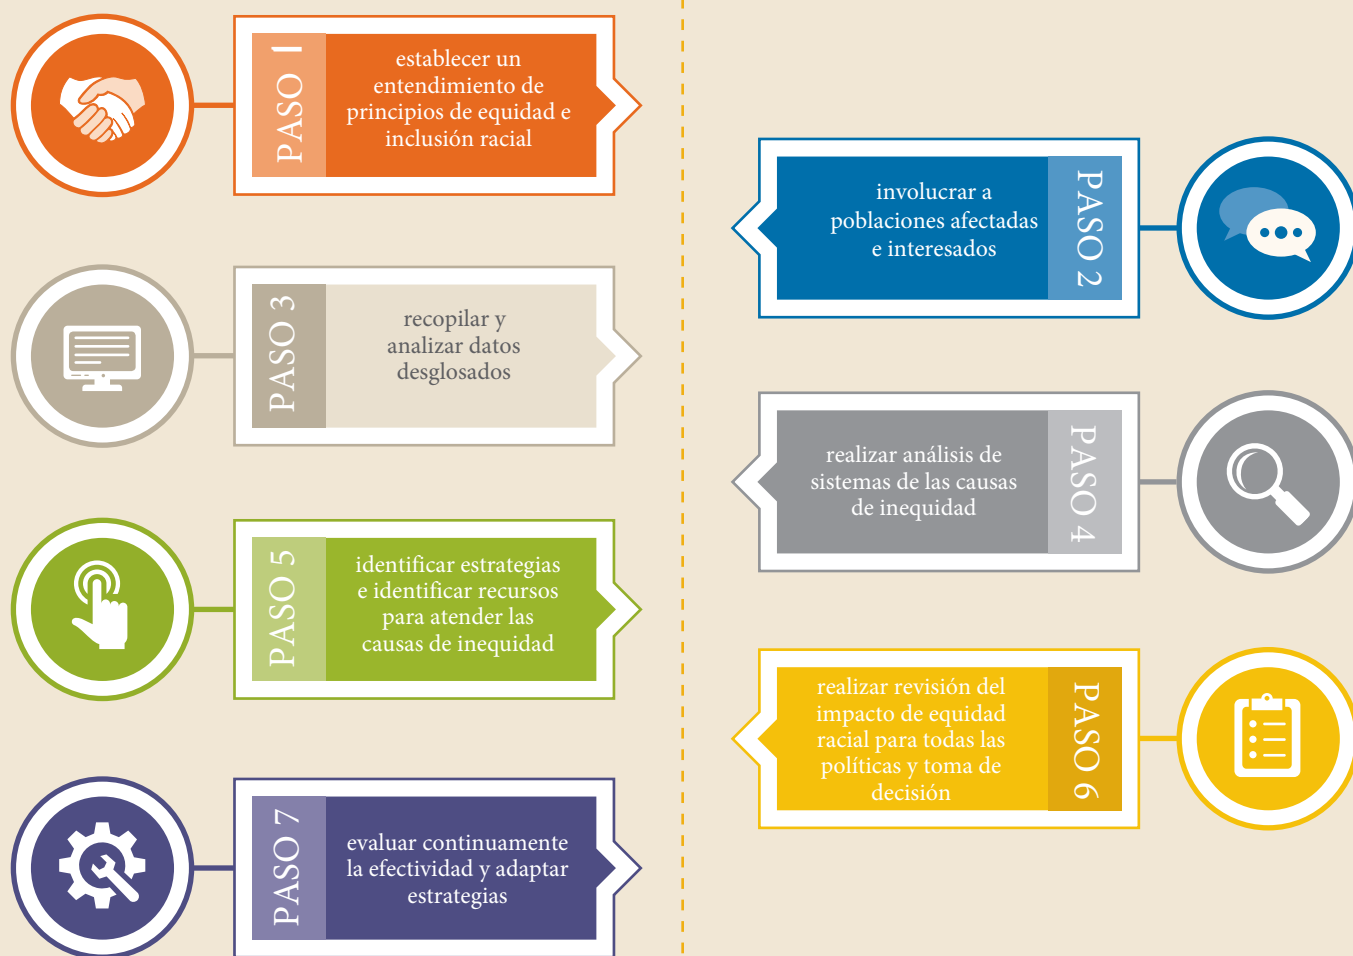 PASO 1
establecer un
entendimiento de
principios de equidad e
inclusión racial
PASO 2
involucrar a
poblaciones afectadas
e interesados
PASO 3
recopilar y
analizar datos
desglosados
PASO 4
realizar análisis de
sistemas de las causas
de inequidad
PASO 5
identificar estrategias
e identificar recursos
para atender las
causas de inequidad
PASO 6
realizar revisión del
impacto de equidad
racial para todas las
políticas y toma de
decisión
PASO 7
evaluar continuamente
la efectividad y adaptar
estrategias